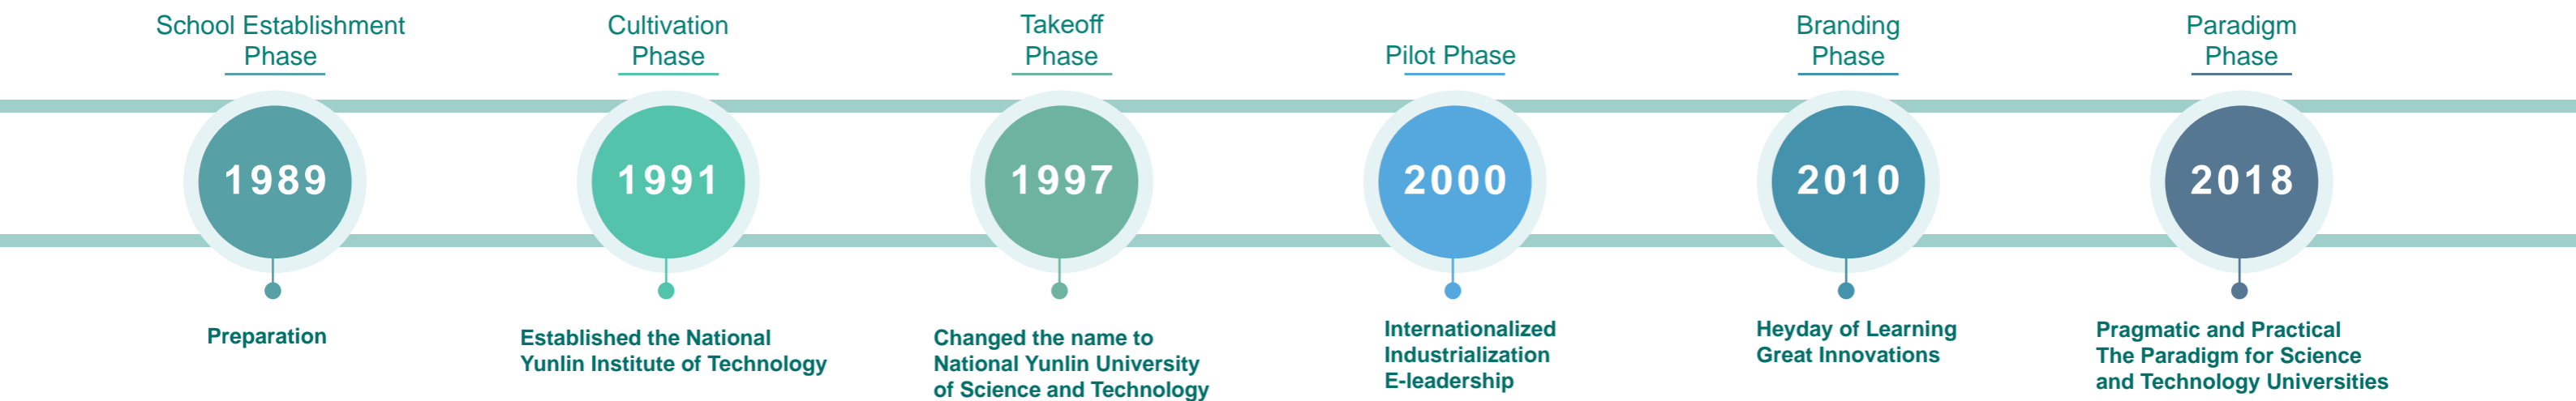 School Establishment
Phase
1989
Preparation
Cultivation
Phase
1991
Established the National
Yunlin Institute of Technology
Takeoff
Phase
1997
Changed the name to
National Yunlin University
of Science and Technology
Pilot Phase
2000
Internationalized
Industrialization
E-leadership
Branding
Phase
2010
Heyday of Learning
Great Innovations
Paradigm
Phase
2018
Pragmatic and Practical
The Paradigm for Science
and Technology Universities